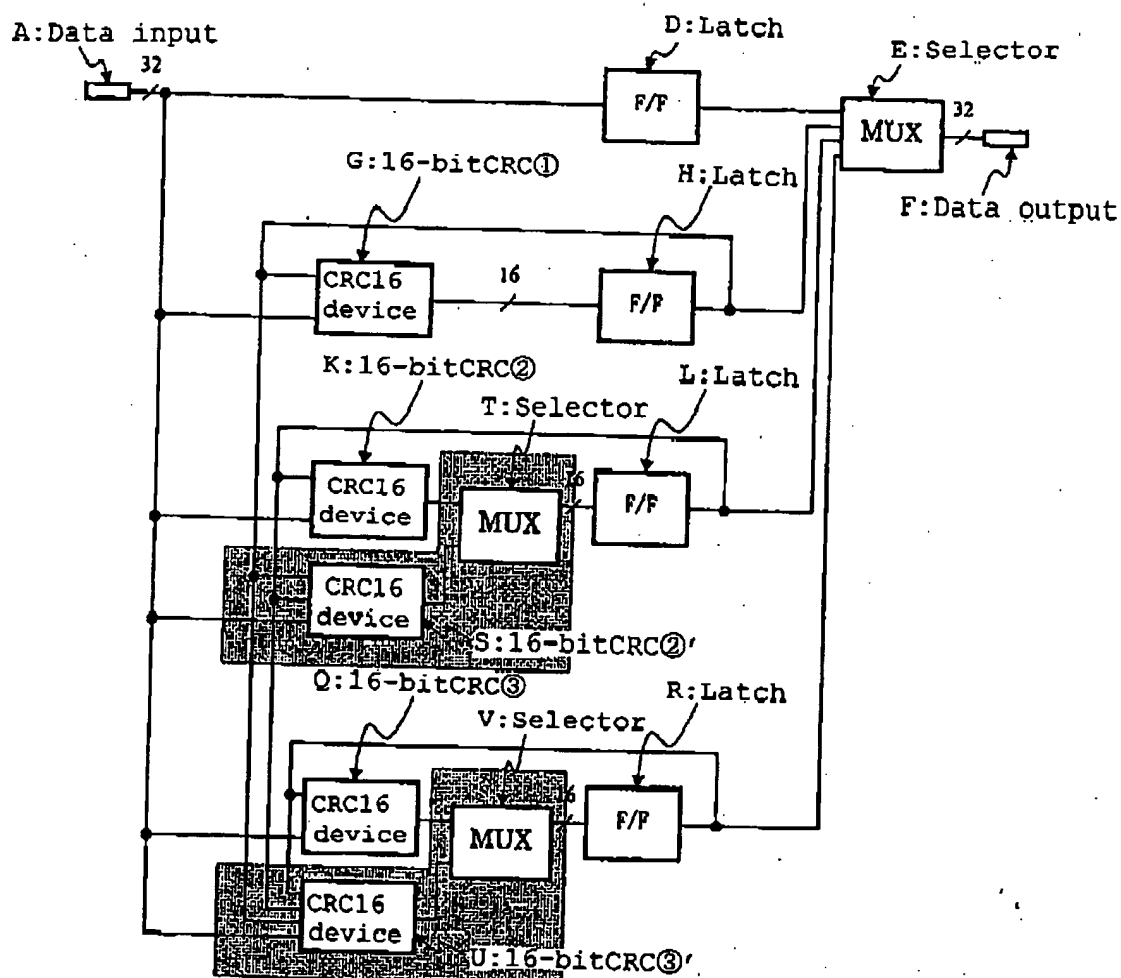 A:Data input
D:Latch
E:Selector
32
F/F
MUX
32
F:Data output
G:16-bitCRC①
H:Latch
CRC16
device
16
F/F
K:16-bitCRC②
L:Latch
T:Selector
CRC16
device
MUX
16
F/F
CRC16
device
S:16-bitCRC②'
Q:16-bitCRC③
R:Latch
V:Selector
CRC16
device
MUX
16
F/F
CRC16
device
U:16-bitCRC③'